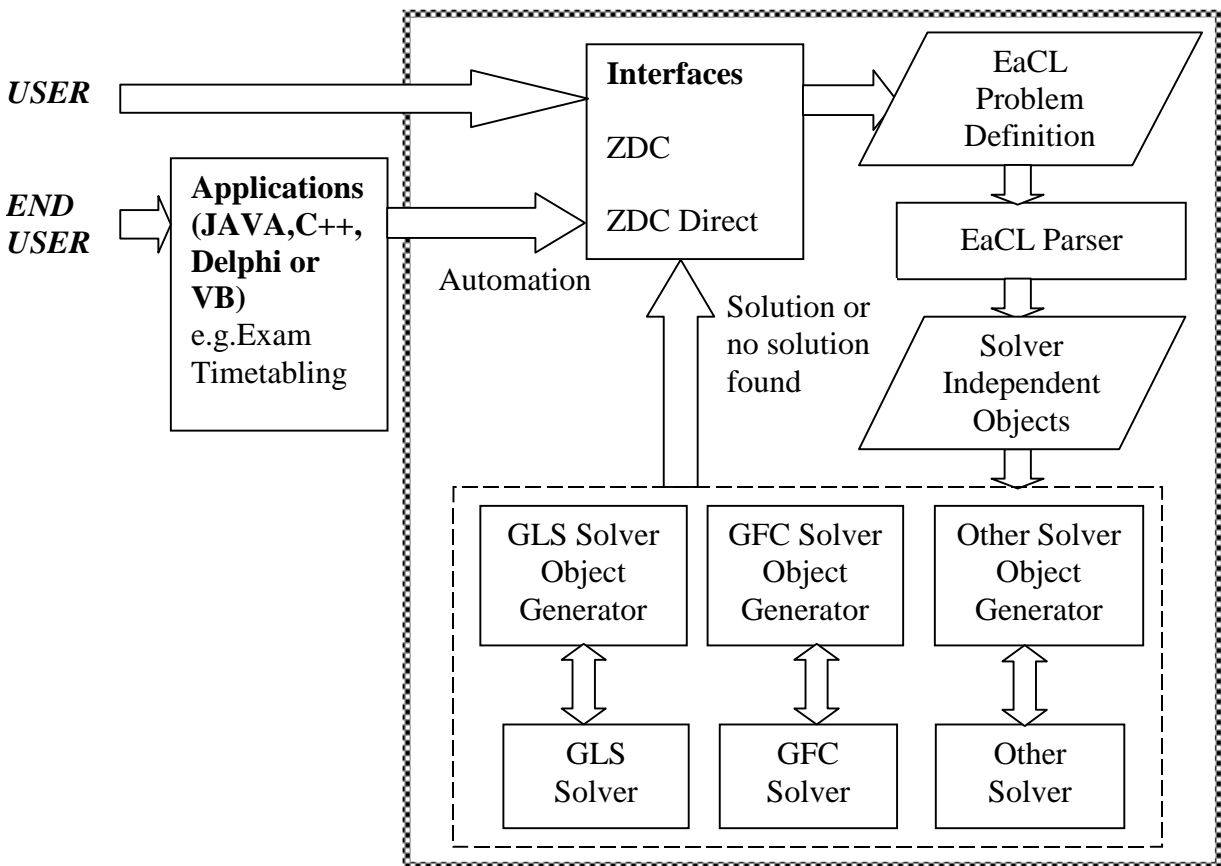 USER
END
USER
Applications
(JAVA,C++,
Delphi or
VB)
e.g.Exam
Timetabling
Automation
Interfaces
ZDC
ZDC Direct
EaCL
Problem
Definition
EaCL Parser
Solver
Independent
Objects
Solution or
no solution
found
GLS Solver
Object
Generator
GFC Solver
Object
Generator
Other Solver
Object
Generator
GLS
Solver
GFC
Solver
Other
Solver